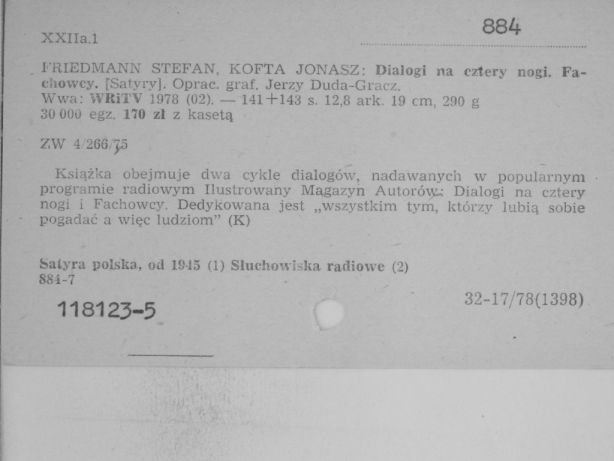 884
XXIIa.1
FRIEDMANN STEFAN, KOFTA JONASZ: Dialogi na cztery nogi. Fa-
chowcy. [Satyry]. Oprac. graf. Jerzy Duda-Gracz.
Wwa: WRiTV 1978 (02). — 141+143 s. 12,8 ark. 19 cm, 290 g
30 000 egz. 170 zł z kasetą
ZW 4/266/75
Książka obejmuje dwa cykle dialogów, nadawanych w popularnym
programie radiowym Ilustrowany Magazyn Autorów: Dialogi na cztery
nogi i Fachowcy. Dedykowana jest „wszystkim tym, którzy lubią sobie
pogadać a więc ludziom” (K)
Satyra polska, od 1945 (1) Słuchowiska radiowe (2)
884-7
118123-5
32-17/78(1398)